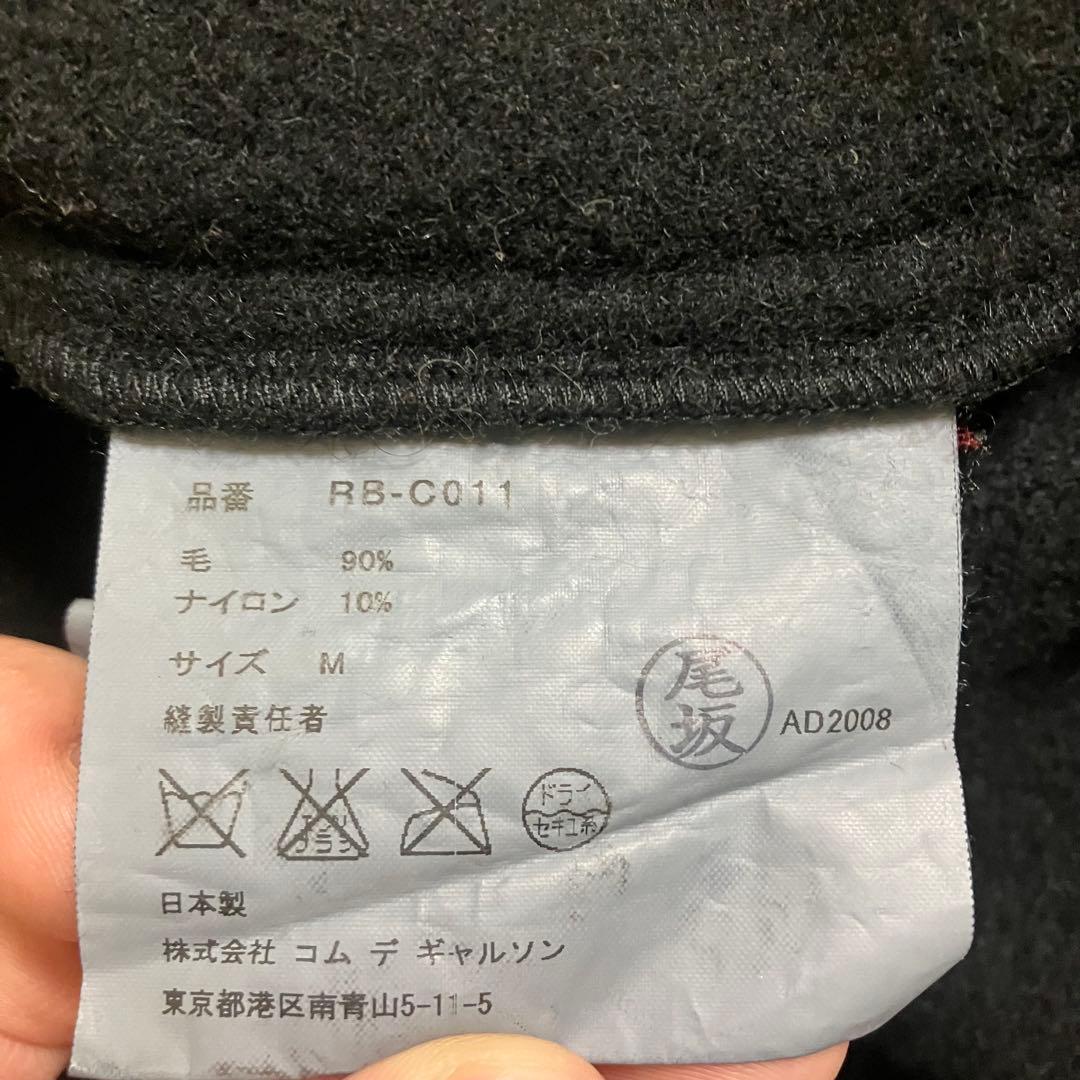 品番 RB-C011
毛 90%
ナイロン 10%
サイズ M
縫製責任者
尾坂
AD2008
ドライ
セキユ系
日本製
株式会社 コム デ ギャルソン
東京都港区南青山5-11-5